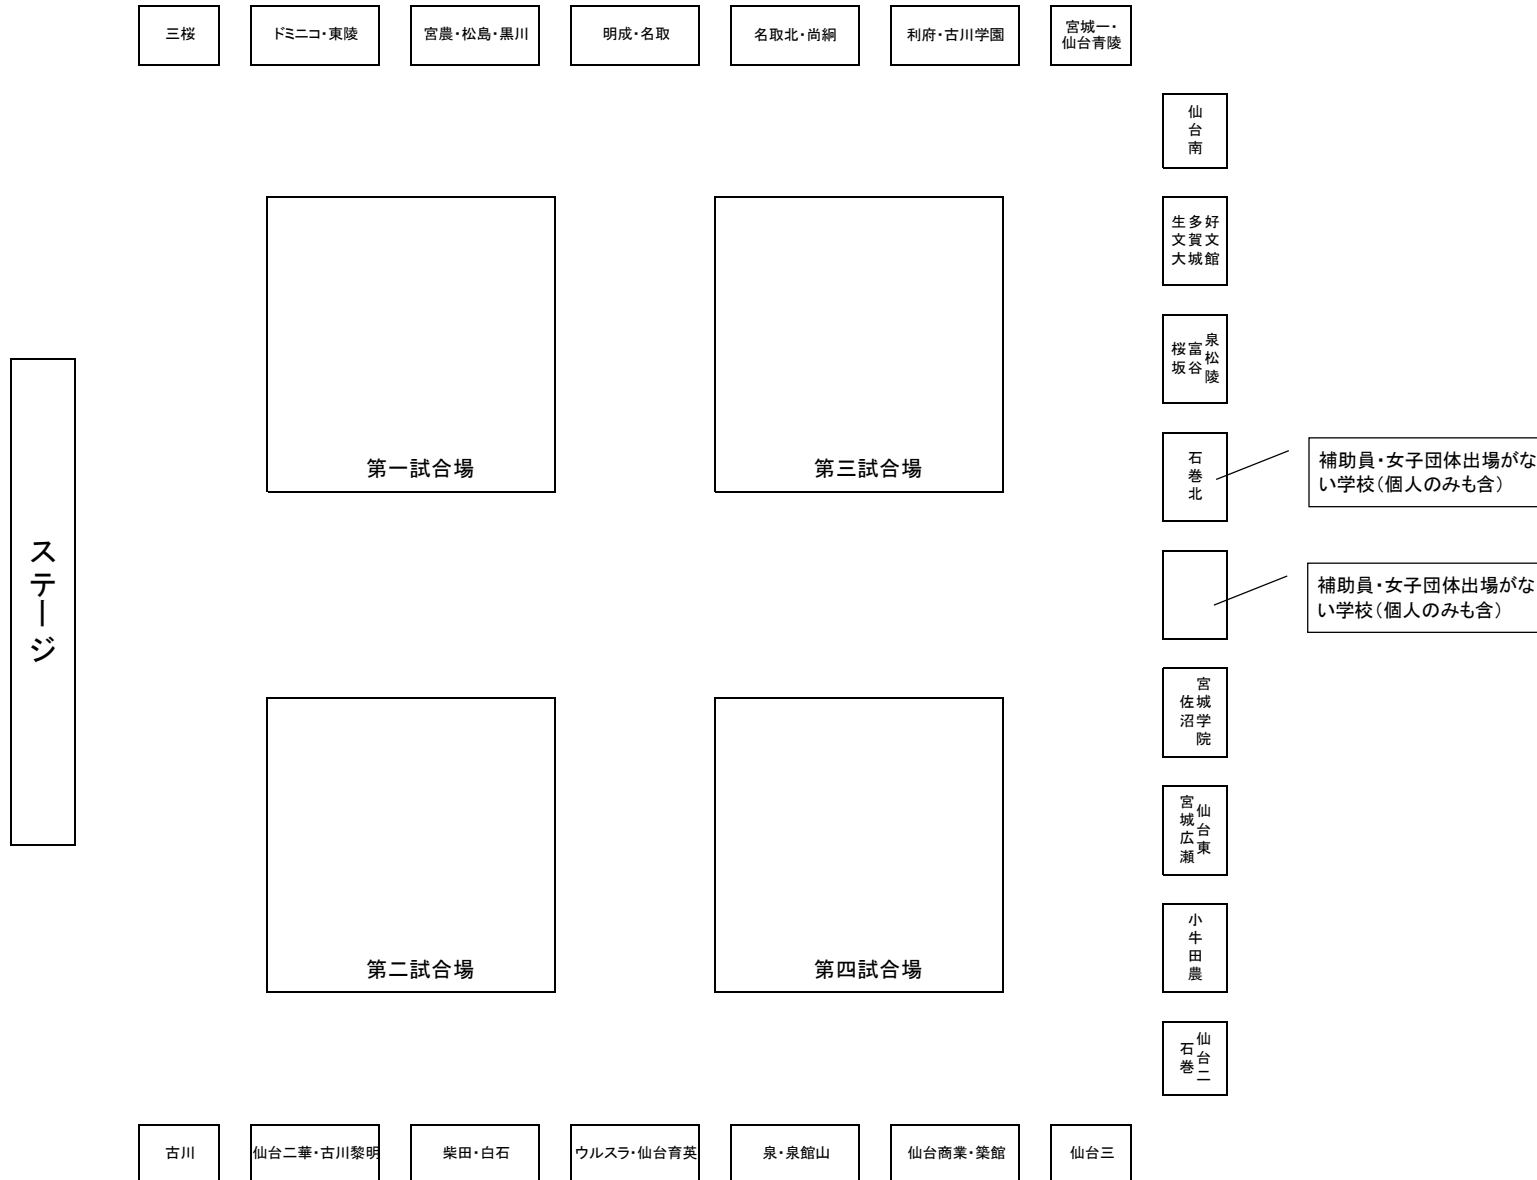 三桜
ドミニコ・東陵
宮農・松島・黒川
明成・名取
名取北・尚絅
利府・古川学園
宮城一・
仙台青陵
仙台南
好文館
多賀城
生文大
泉松陵
富谷
桜坂
石巻北
補助員・女子団体出場がな
い学校（個人のみも含）
補助員・女子団体出場がな
い学校（個人のみも含）
第一試合場
第三試合場
ステージ
宮城学院
佐沼
仙台東
宮城広瀬
小牛田農
第二試合場
第四試合場
仙台二
石巻
古川
仙台二華・古川黎明
柴田・白石
ウルスラ・仙台育英
泉・泉館山
仙台商業・築館
仙台三